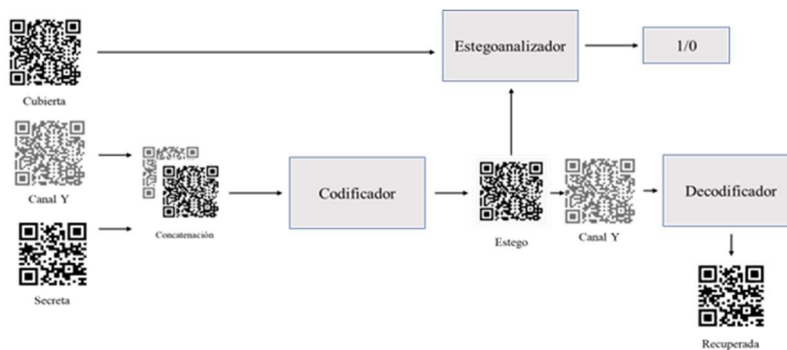 Estegoanalizador
1/0
Cubierta
Canal Y
Concatenación
Codificador
Estego
Canal Y
Decodificador
Secreta
Recuperada